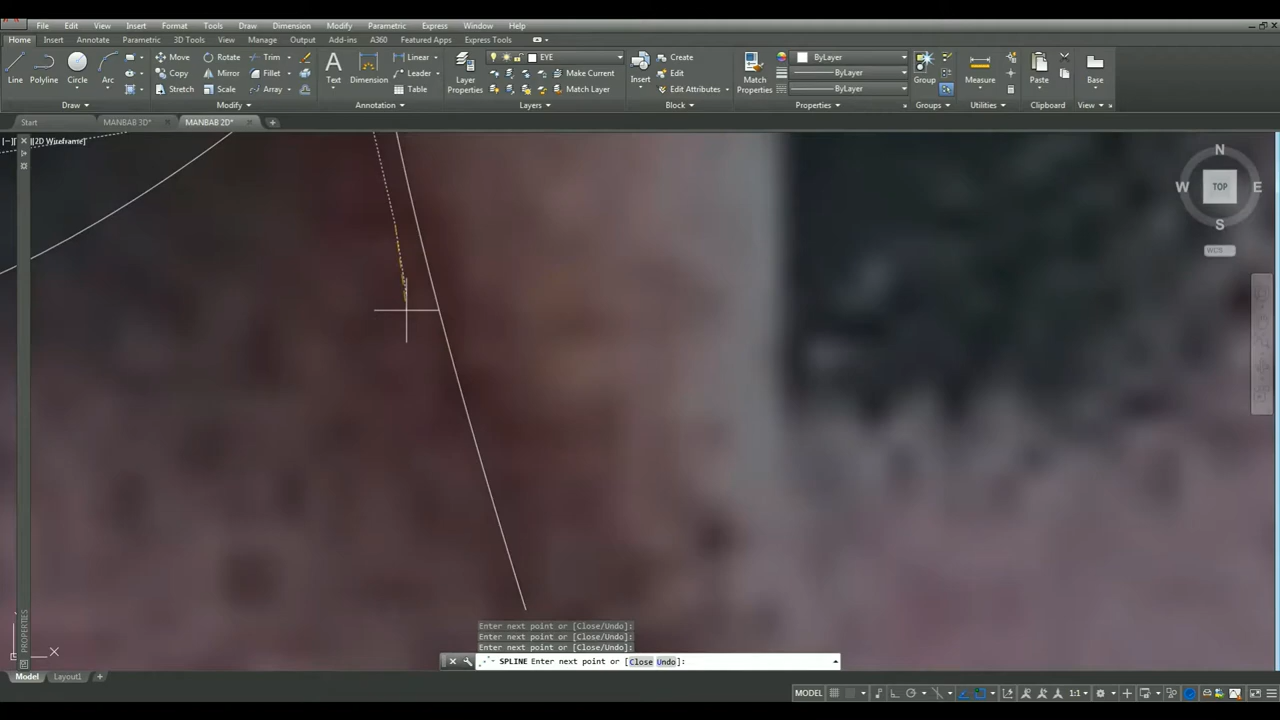 File Edit View Insert Format Tools Draw Dimension Modify Parametric Express Window Help
Home Insert Annotate Parametric 3D Tools View Manage Output Add-ins A360 Featured Apps Express Tools
Line Polyline Circle Arc
Move Rotate Trim
Copy Mirror Fillet
Stretch Scale Array
Text Dimension
Linear
Leader
Table
Layer Properties
EYE
Make Current
Match Layer
Insert
Create
Edit
Edit Attributes
Match Properties
ByLayer
ByLayer
ByLayer
Group
Measure
Paste
Base
Draw Modify Annotation Layers Block Properties Groups Utilities Clipboard View
Start MANBAB 3D* MANBAB 2D*
[–][2D Wireframe]
N
W TOP E
S
WCS
PROPERTIES
Enter next point or [Close/Undo]:
Enter next point or [Close/Undo]:
Enter next point or [Close/Undo]:
SPLINE Enter next point or [Close Undo]:
Model Layout1
MODEL 1:1